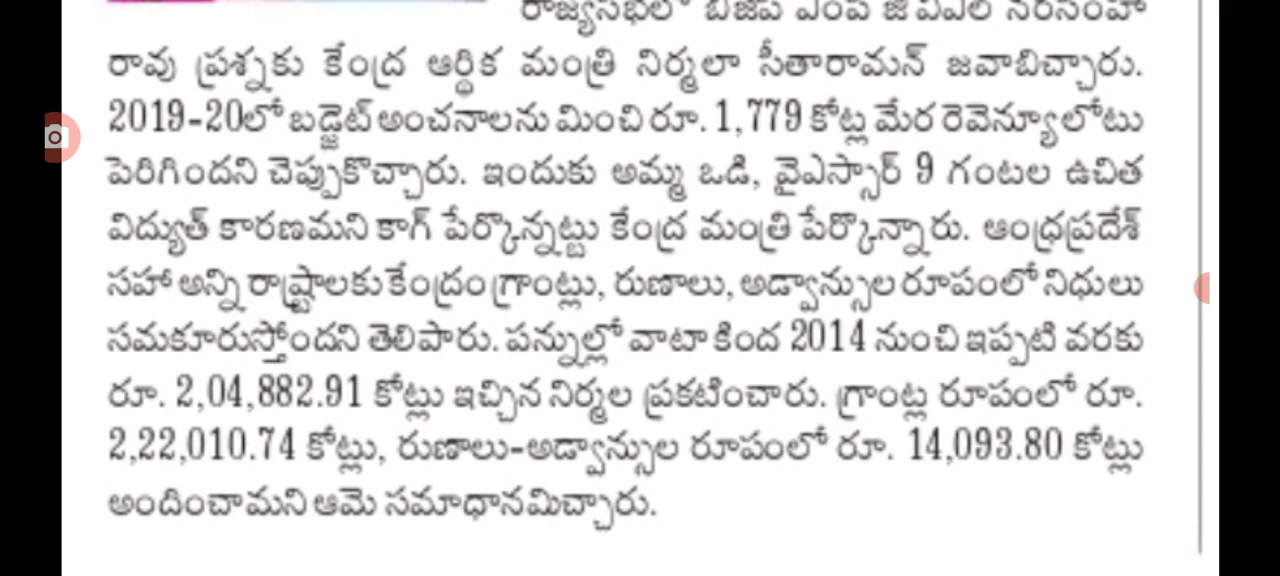 రాజ్యసభలో బీజేపీ ఎంపీ జీవీఎల్ నరసింహా
రావు ప్రశ్నకు కేంద్ర ఆర్థిక మంత్రి నిర్మలా సీతారామన్ జవాబిచ్చారు.
2019-20లో బడ్జెట్ అంచనాలను మించి రూ. 1,779 కోట్ల మేర రెవెన్యూ లోటు
పెరిగిందని చెప్పుకొచ్చారు. ఇందుకు అమ్మ ఒడి, వైఎస్సార్ 9 గంటల ఉచిత
విద్యుత్ కారణమని కాగ్ పేర్కొన్నట్టు కేంద్ర మంత్రి పేర్కొన్నారు. ఆంధ్రప్రదేశ్
సహా అన్ని రాష్ట్రాలకు కేంద్రం గ్రాంట్లు, రుణాలు, అడ్వాన్సుల రూపంలో నిధులు
సమకూరుస్తోందని తెలిపారు. పన్నుల్లో వాటా కింద 2014 నుంచి ఇప్పటి వరకు
రూ. 2,04,882.91 కోట్లు ఇచ్చిన నిర్మల ప్రకటించారు. గ్రాంట్ల రూపంలో రూ.
2,22,010.74 కోట్లు, రుణాలు-అడ్వాన్సుల రూపంలో రూ. 14,093.80 కోట్లు
అందించామని ఆమె సమాధానమిచ్చారు.